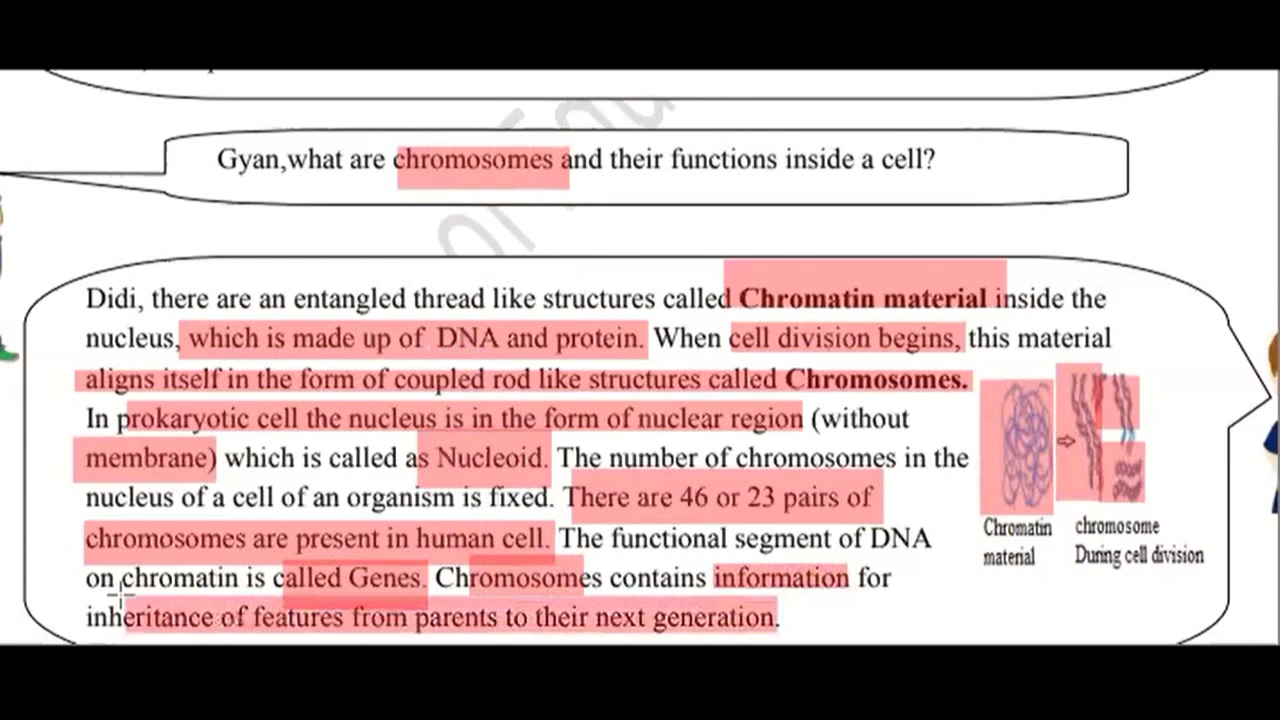 Gyan,what are chromosomes and their functions inside a cell?
Didi, there are an entangled thread like structures called Chromatin material inside the
nucleus, which is made up of DNA and protein. When cell division begins, this material
aligns itself in the form of coupled rod like structures called Chromosomes.
In prokaryotic cell the nucleus is in the form of nuclear region (without
membrane) which is called as Nucleoid. The number of chromosomes in the
nucleus of a cell of an organism is fixed. There are 46 or 23 pairs of
chromosomes are present in human cell. The functional segment of DNA
on chromatin is called Genes. Chromosomes contains information for
inheritance of features from parents to their next generation.
Chromatin
material
chromosome
During cell division